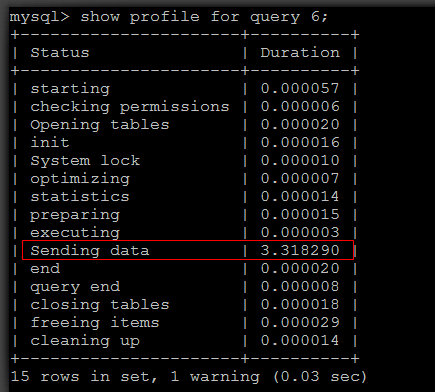 mysql> show profile for query 6;
+----------------------+----------+
| Status               | Duration |
+----------------------+----------+
| starting             | 0.000057 |
| checking permissions | 0.000006 |
| Opening tables       | 0.000020 |
| init                 | 0.000016 |
| System lock          | 0.000010 |
| optimizing           | 0.000007 |
| statistics           | 0.000014 |
| preparing            | 0.000015 |
| executing            | 0.000003 |
| Sending data         | 3.318290 |
| end                  | 0.000020 |
| query end            | 0.000008 |
| closing tables       | 0.000018 |
| freeing items        | 0.000029 |
| cleaning up          | 0.000014 |
+----------------------+----------+
15 rows in set, 1 warning (0.03 sec)